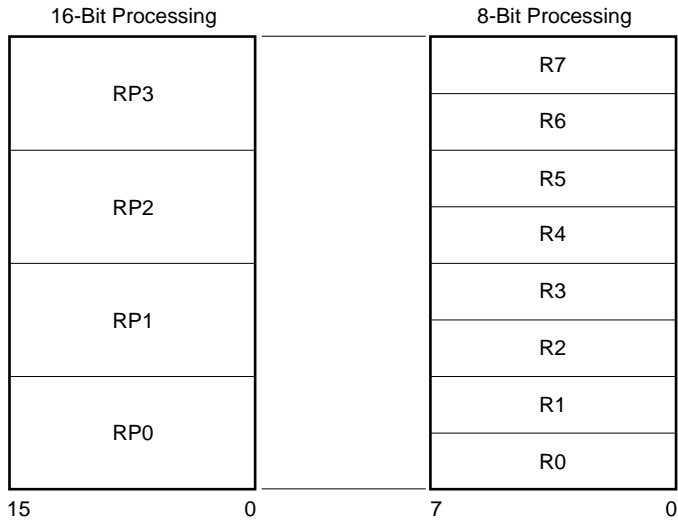 16-Bit Processing
8-Bit Processing
RP3
RP2
RP1
RP0
R7
R6
R5
R4
R3
R2
R1
R0
15 0
7 0